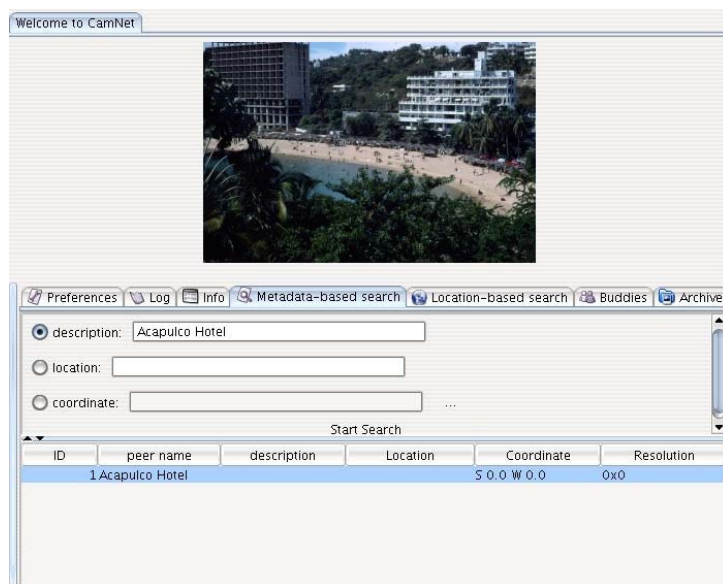 Welcome to CamNet
Preferences Log Info Metadata-based search Location-based search Buddies Archive
description: Acapulco Hotel
location:
coordinate: ...
Start Search
ID peer name description Location Coordinate Resolution
1 Acapulco Hotel S 0.0 W 0.0 0x0